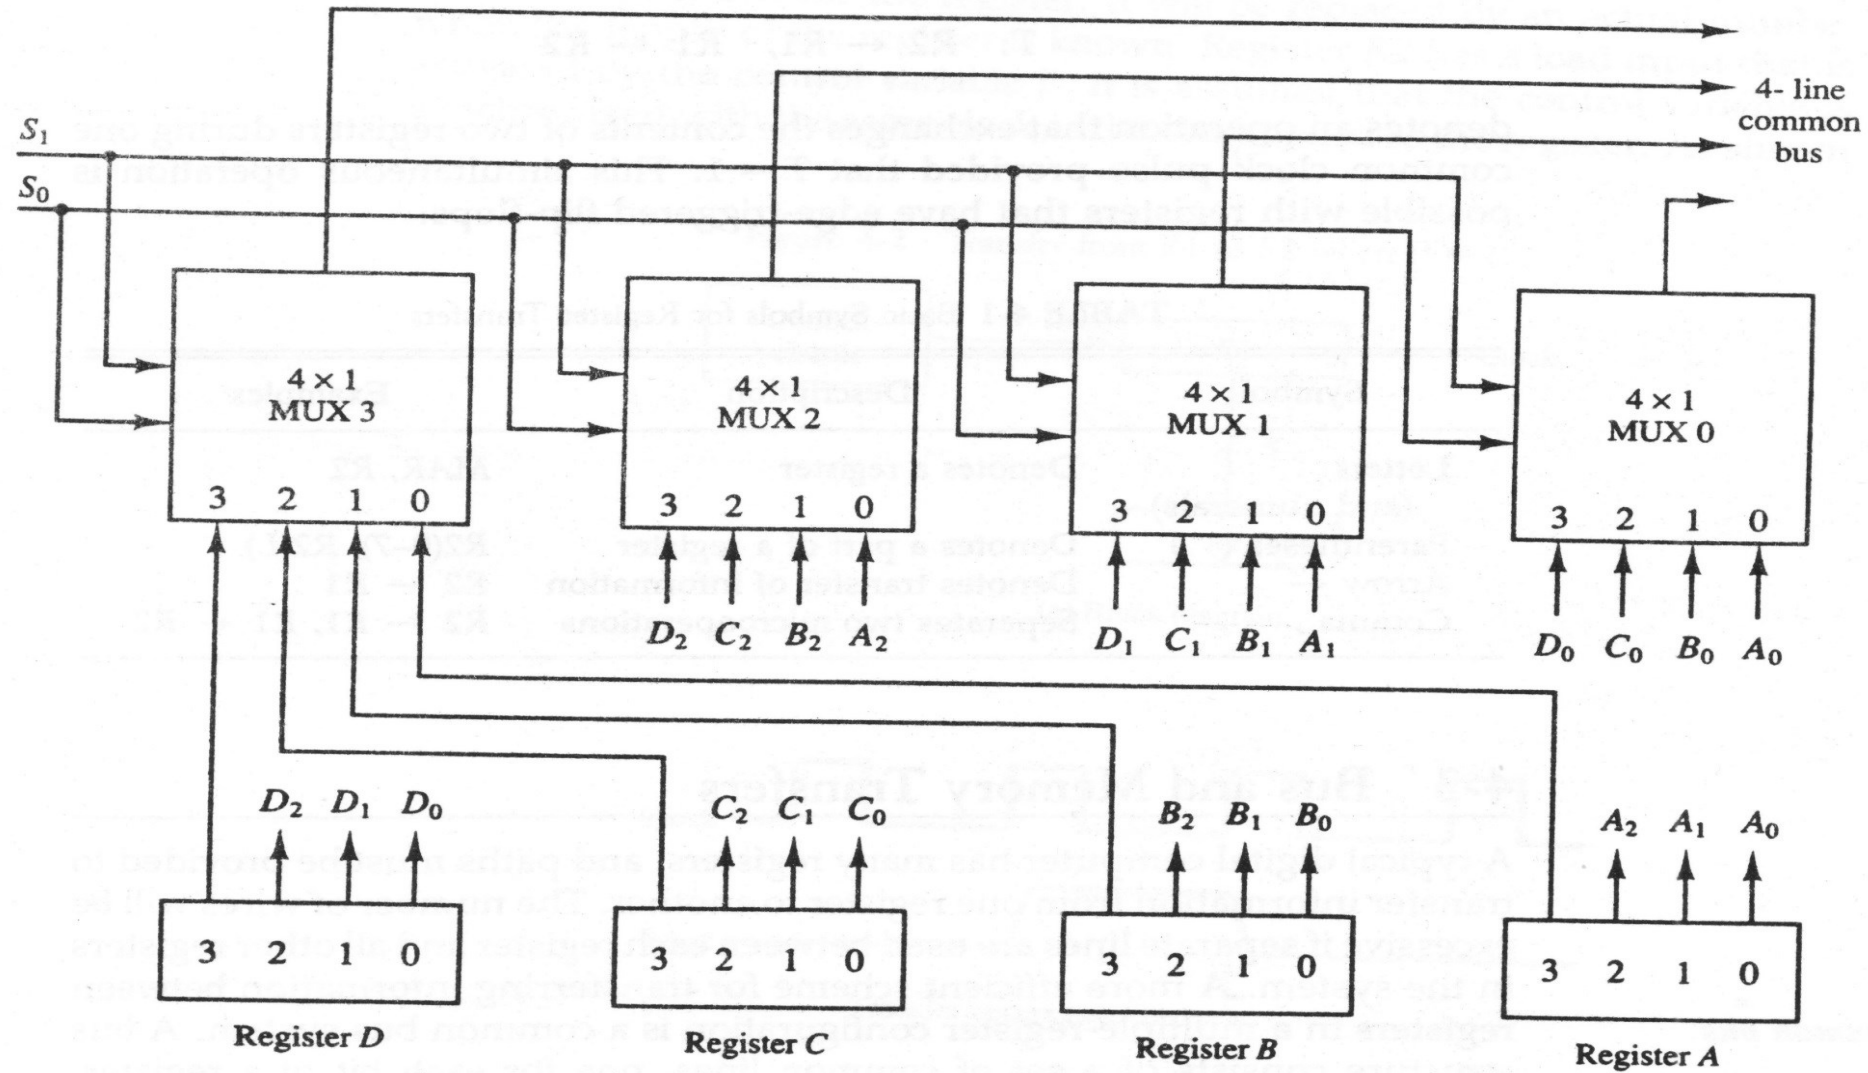 S₁
S₀
4- line
common
bus
4 × 1
MUX 3
3 2 1 0
4 × 1
MUX 2
3 2 1 0
4 × 1
MUX 1
3 2 1 0
4 × 1
MUX 0
3 2 1 0
D₂ C₂ B₂ A₂
D₁ C₁ B₁ A₁
D₀ C₀ B₀ A₀
D₂ D₁ D₀
3 2 1 0
Register D
C₂ C₁ C₀
3 2 1 0
Register C
B₂ B₁ B₀
3 2 1 0
Register B
A₂ A₁ A₀
3 2 1 0
Register A